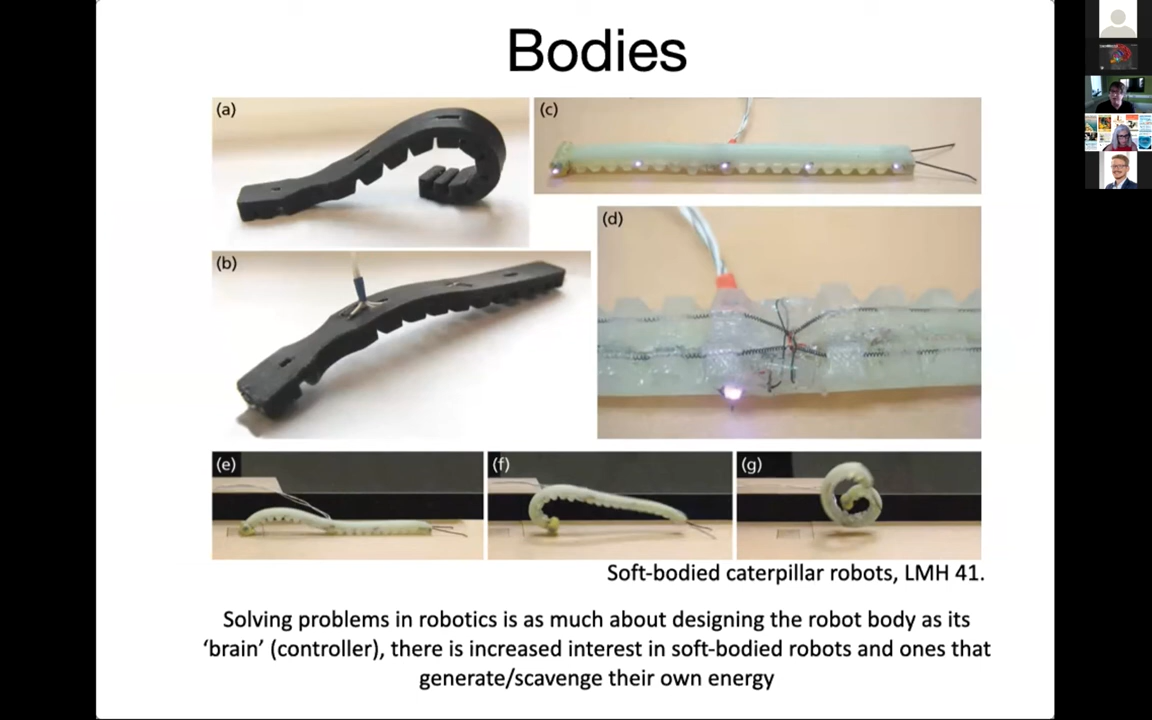 Bodies
(a)
(c)
(d)
(b)
(e)
(f)
(g)
Soft-bodied caterpillar robots, LMH 41.
Solving problems in robotics is as much about designing the robot body as its
‘brain’ (controller), there is increased interest in soft-bodied robots and ones that
generate/scavenge their own energy